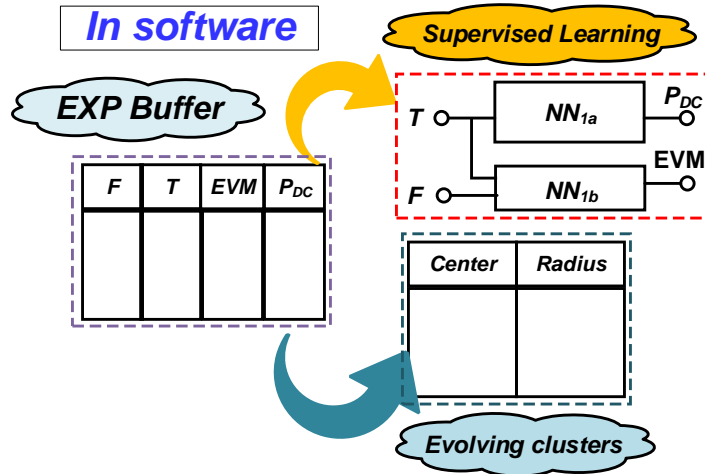 In software
Supervised Learning
EXP Buffer
T NN1a PDC
F NN1b EVM
F T EVM PDC
Center Radius
Evolving clusters